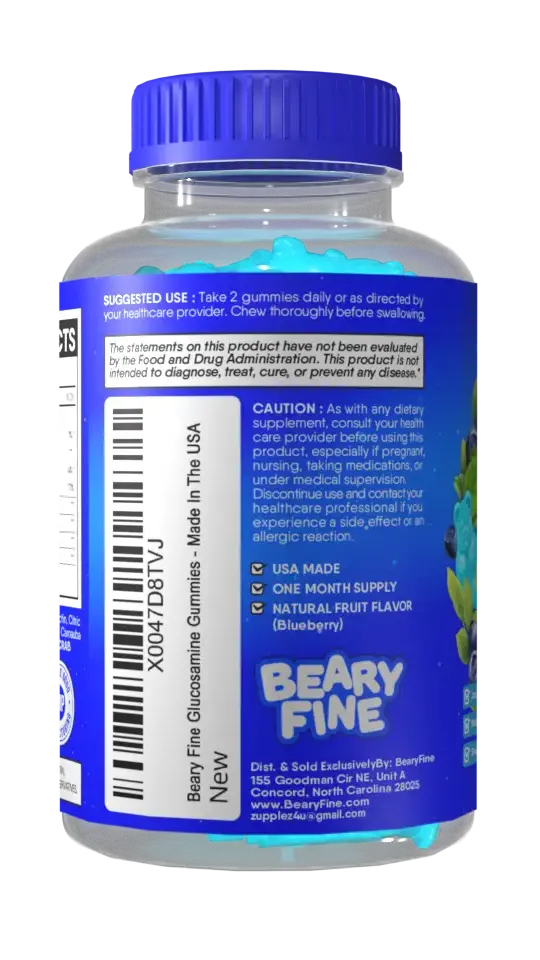 SUGGESTED USE : Take 2 gummies daily or as directed by
your healthcare provider. Chew thoroughly before swallowing.
CTS
The statements on this product have not been evaluated
by the Food and Drug Administration. This product is not
intended to diagnose, treat, cure, or prevent any disease.*
X0047D8TVJ
Beary Fine Glucosamine Gummies - Made In The USA
New
CAUTION : As with any dietary
supplement, consult your health
care provider before using this
product, especially if pregnant,
nursing, taking medications, or
under medical supervision.
Discontinue use and contact your
healthcare professional if you
experience a side effect or an
allergic reaction.
USA MADE
ONE MONTH SUPPLY
NATURAL FRUIT FLAVOR
(Blueberry)
BEARY
FINE
Dist. & Sold ExclusivelyBy: BearyFine
155 Goodman Cir NE, Unit A
Concord, North Carolina 28025
www.BearyFine.com
zupplez4u@gmail.com
Citric
Carnauba
CRAB